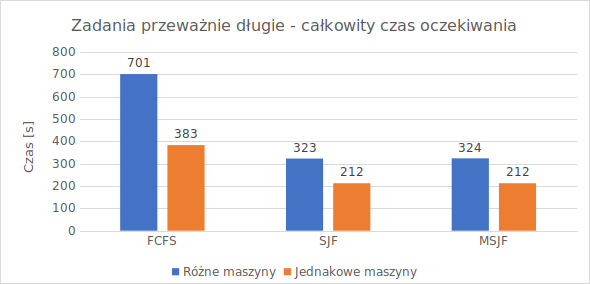 Zadania przeważnie długie - całkowity czas oczekiwania
Czas [s]
800
700
600
500
400
300
200
100
0
701
383
323
212
324
212
FCFS
SJF
MSJF
Różne maszyny
Jednakowe maszyny